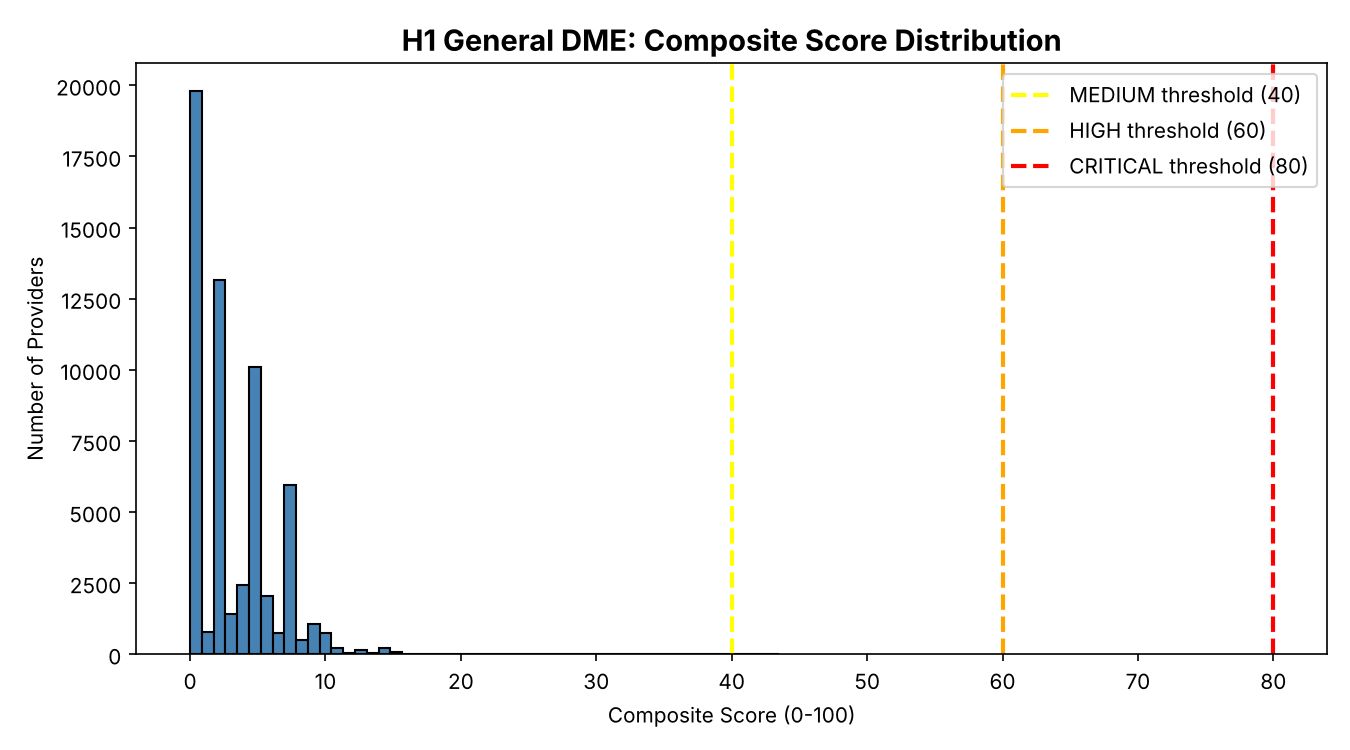 H1 General DME: Composite Score Distribution
20000
17500
15000
12500
10000
7500
5000
2500
0
Number of Providers
MEDIUM threshold (40)
HIGH threshold (60)
CRITICAL threshold (80)
0 10 20 30 40 50 60 70 80
Composite Score (0-100)